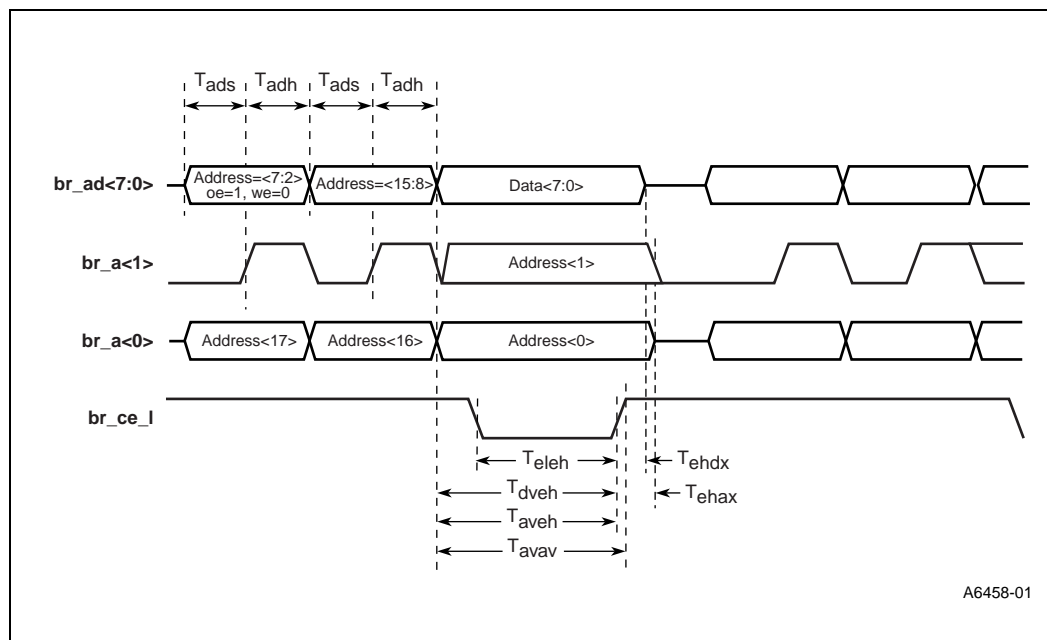 Tads Tadh Tads Tadh
br_ad<7:0> Address=<7:2> Address=<15:8> Data<7:0>
oe=1, we=0
br_a<1> Address<1>
br_a<0> Address<17> Address<16> Address<0>
br_ce_l
Teleh Tehdx
Tdveh
Tehax
Taveh
Tavav
A6458-01